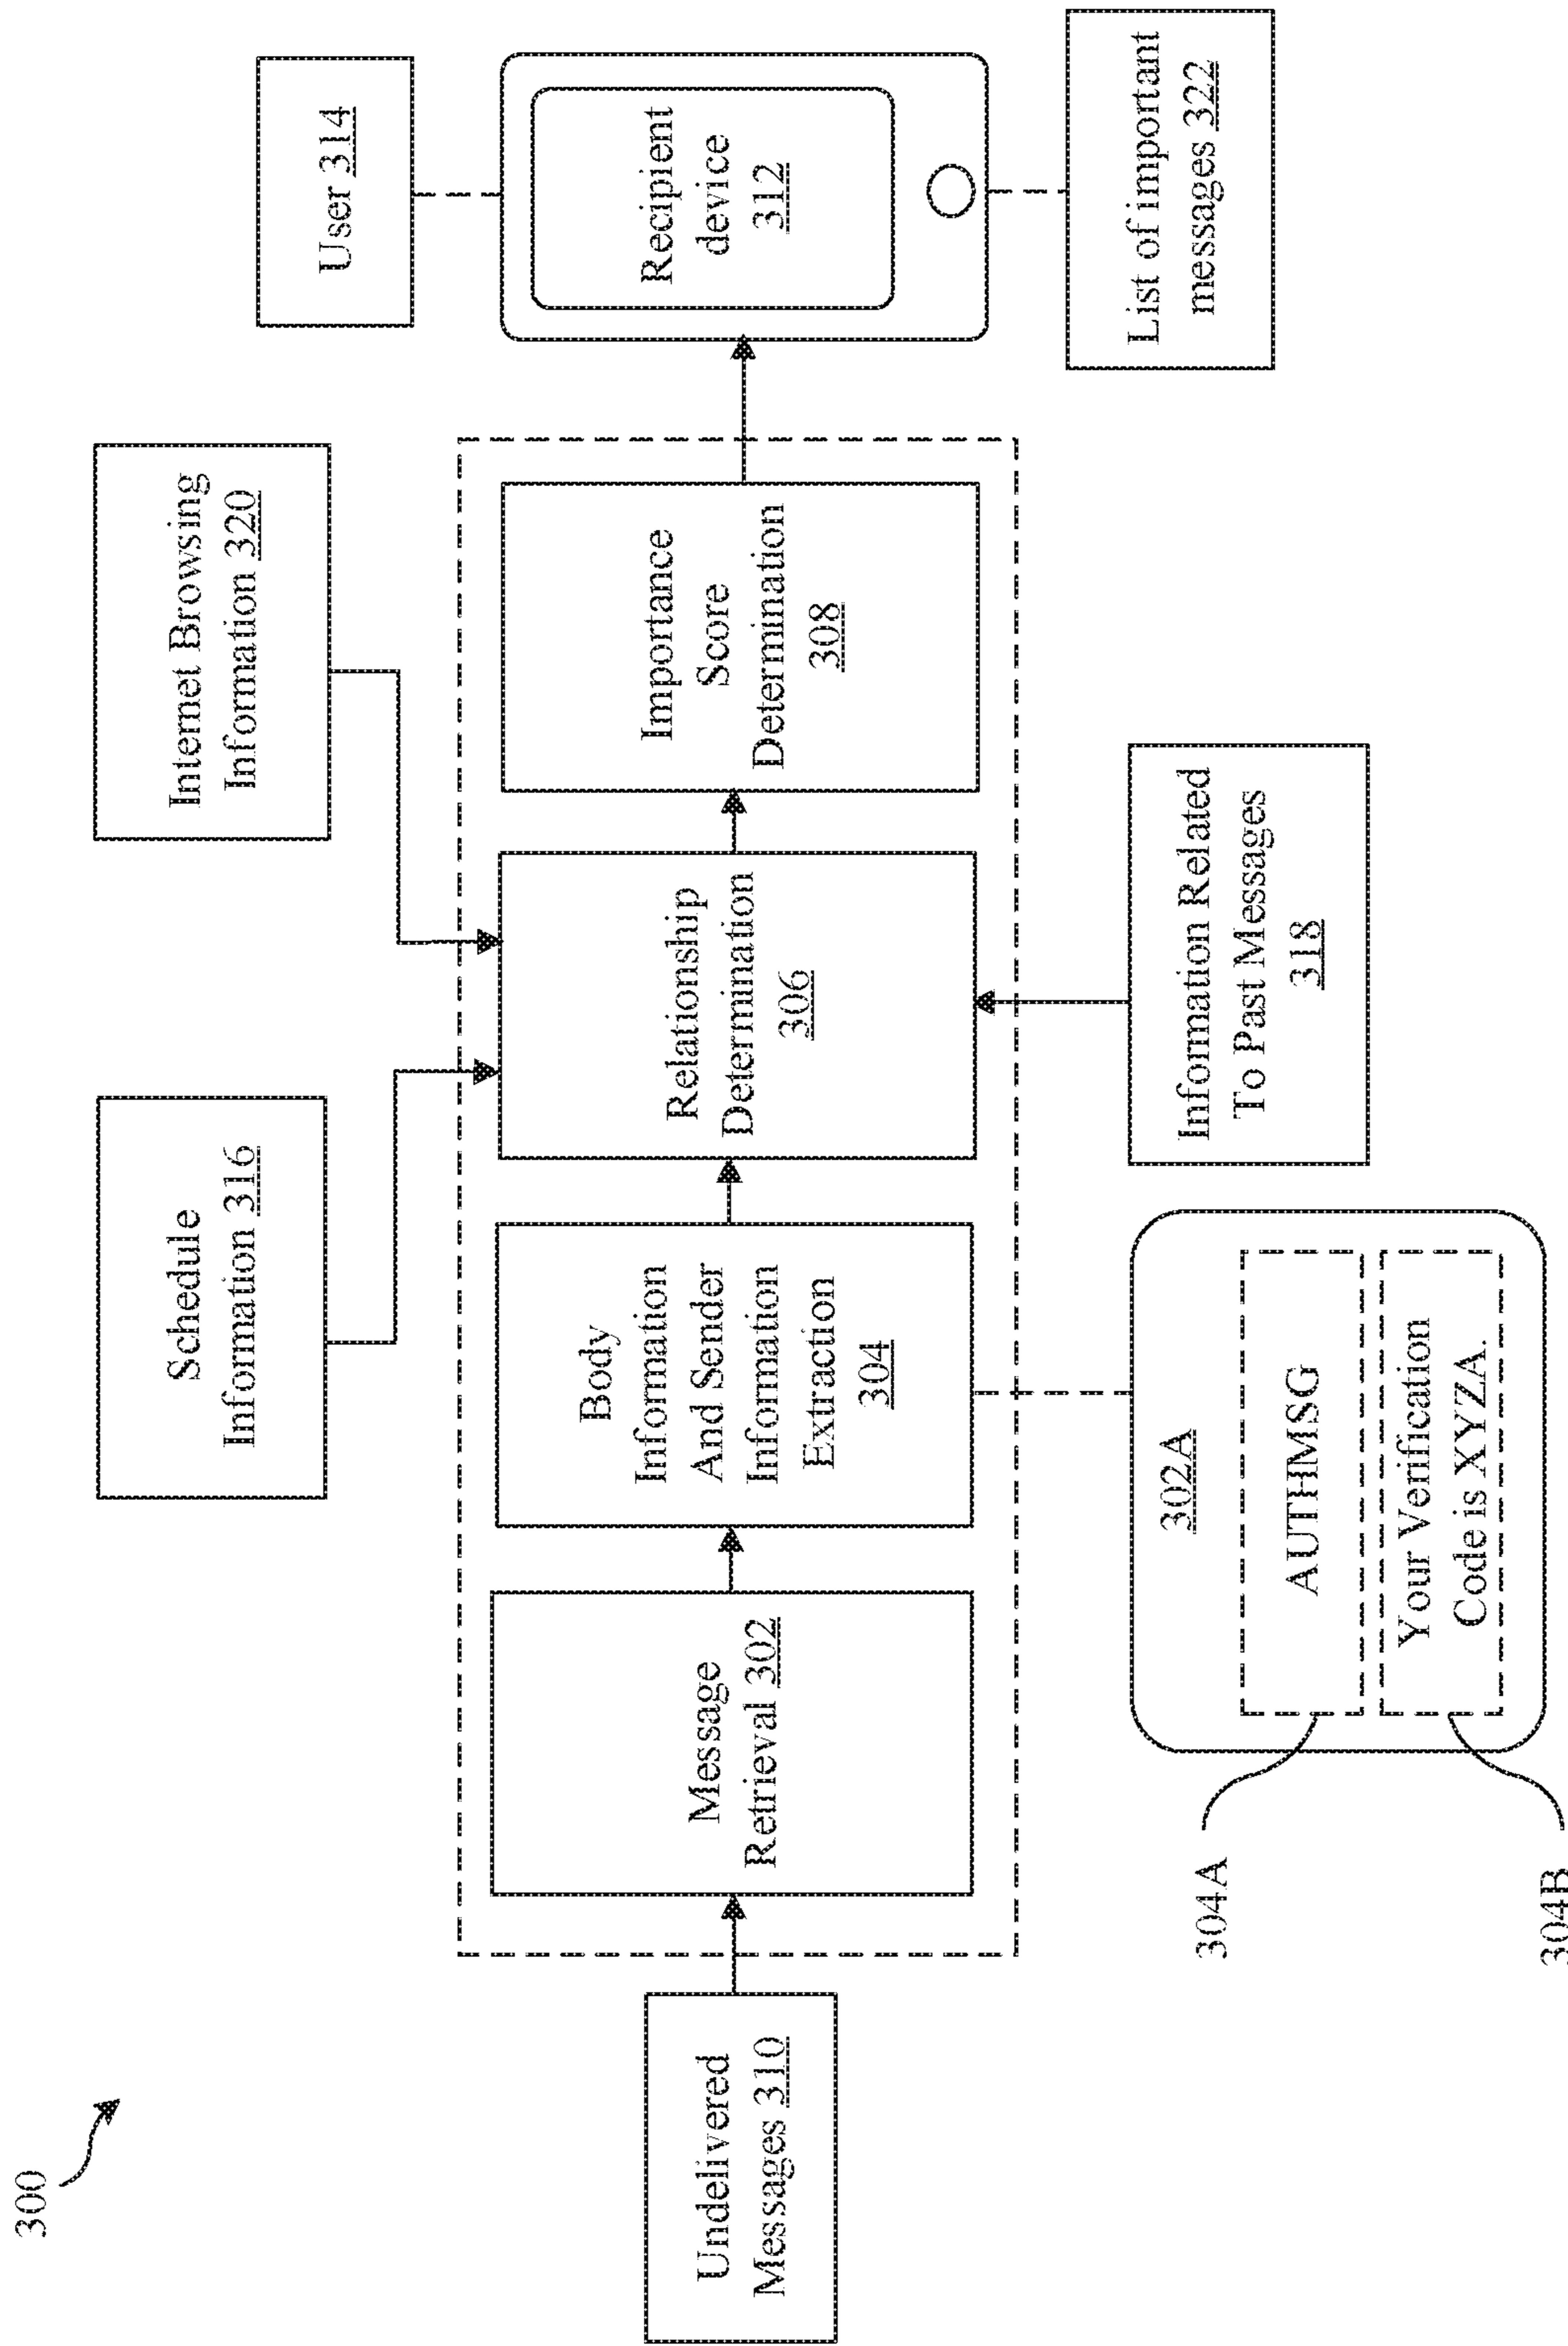 300
Undelivered
Messages 310
Message
Retrieval 302
Body
Information
And Sender
Information
Extraction
304
Relationship
Determination
306
Importance
Score
Determination
308
Schedule
Information 316
Internet Browsing
Information 320
User 314
Recipient
device
312
List of important
messages 322
Information Related
To Past Messages
318
302A
AUTHMSG
Your Verification
Code is XYZA.
304A
304B